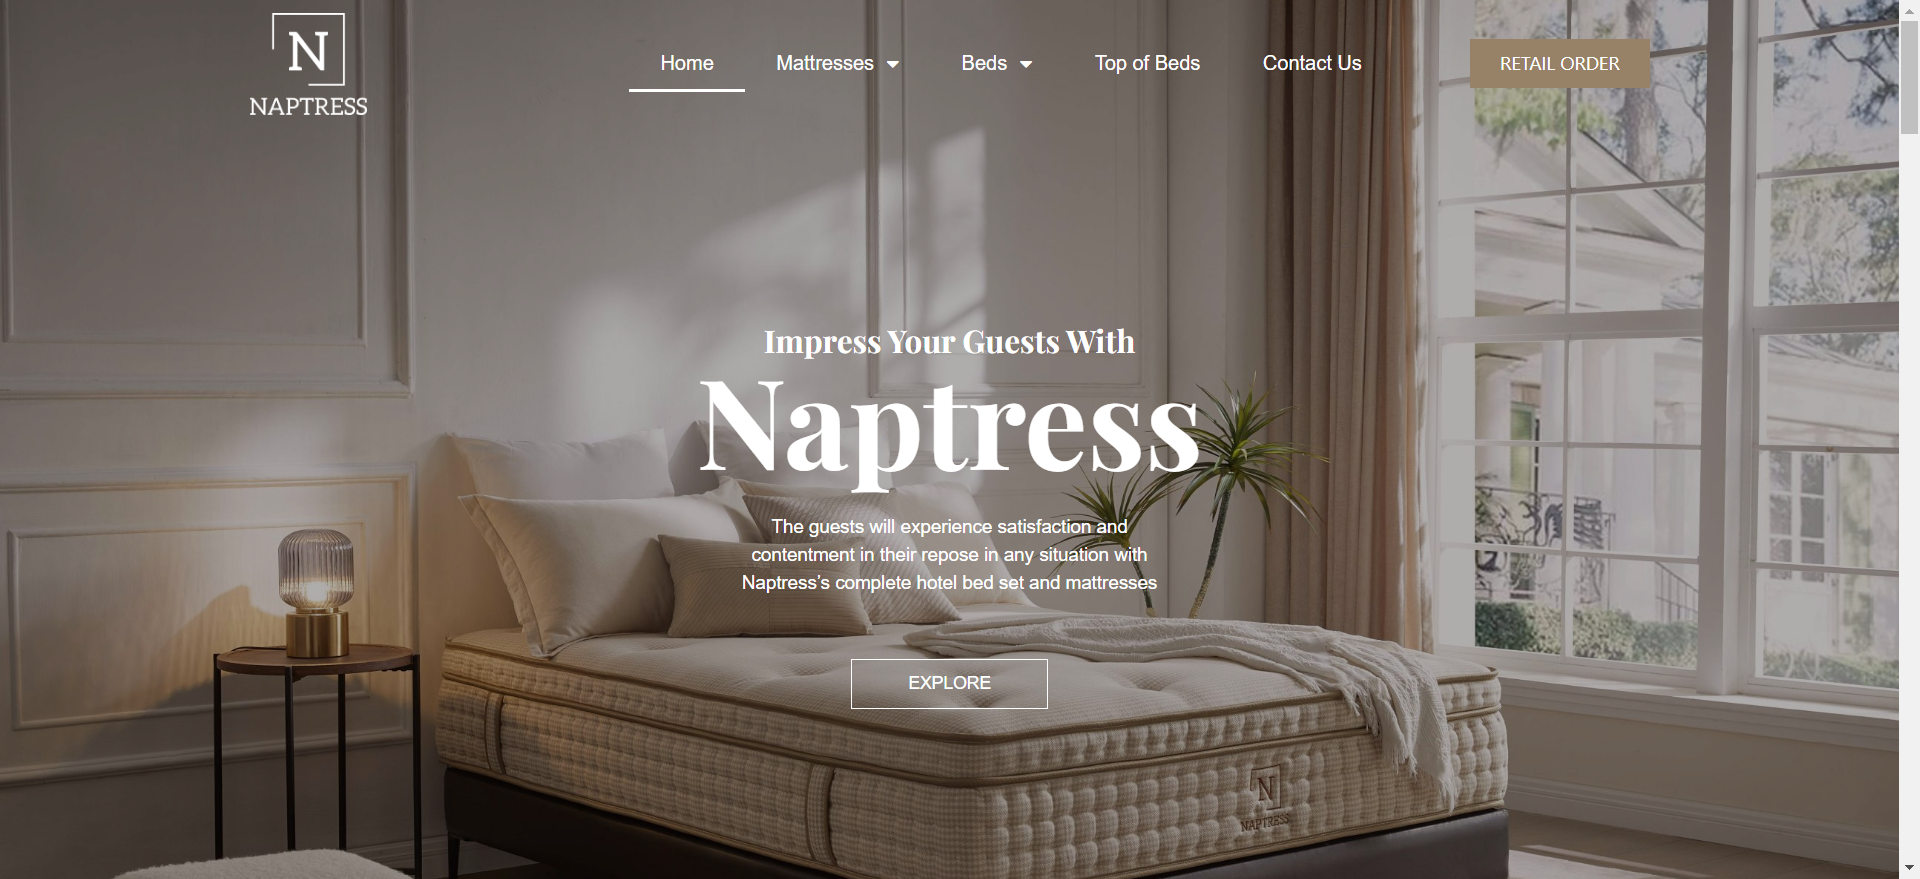 N
NAPTRESS
Home
Mattresses
Beds
Top of Beds
Contact Us
RETAIL ORDER
Impress Your Guests With
Naptress
The guests will experience satisfaction and
contentment in their repose in any situation with
Naptress’s complete hotel bed set and mattresses
EXPLORE
N
NAPTRESS